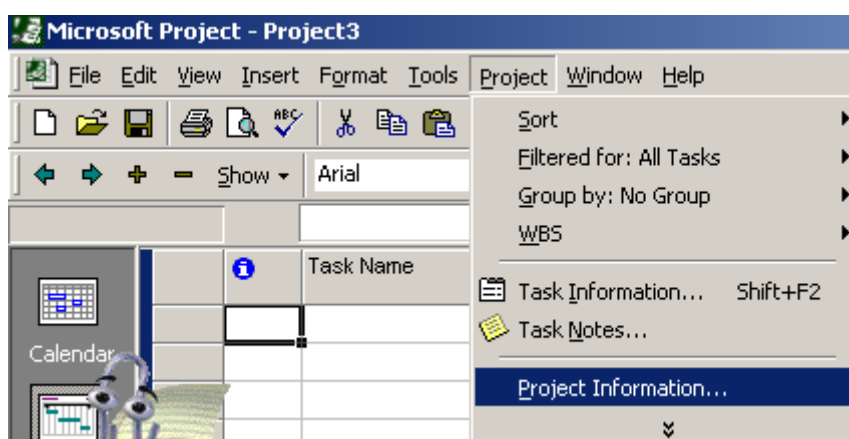 Microsoft Project - Project3
File Edit View Insert Format Tools Project Window Help
ABC
Show Arial
Sort
Filtered for: All Tasks
Group by: No Group
WBS
Task Name
Task Information... Shift+F2
Task Notes...
Calendar
Project Information...